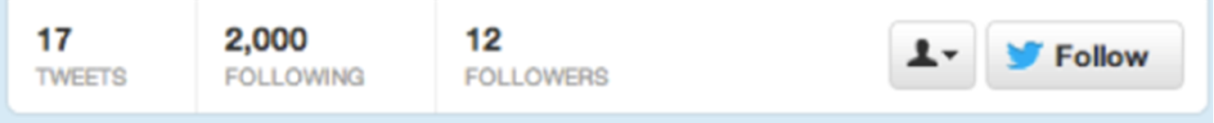 17 2,000 12
TWEETS FOLLOWING FOLLOWERS Follow